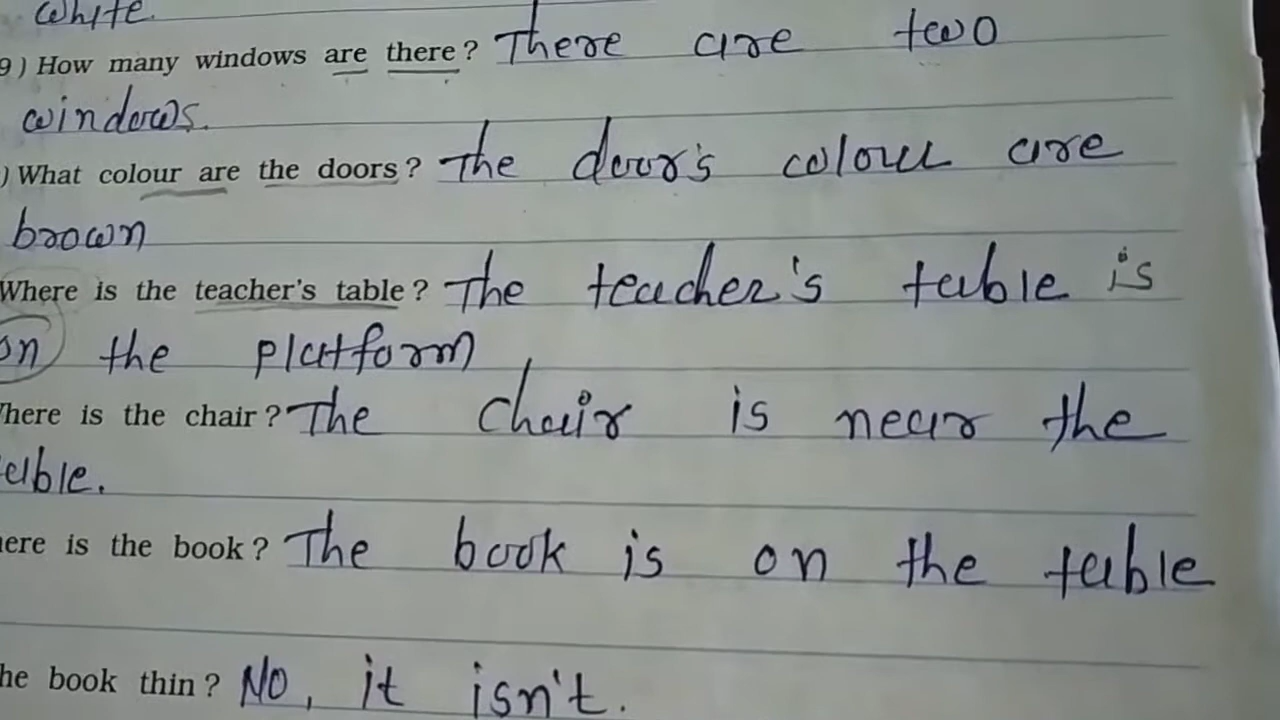 white.
9) How many windows are there? There are two
windows.
) What colour are the doors? The door's colour are
brown
Where is the teacher's table? The teacher's table is
on the platform
here is the chair? The chair is near the
able.
ere is the book? The book is on the table
he book thin? No, it isn't.